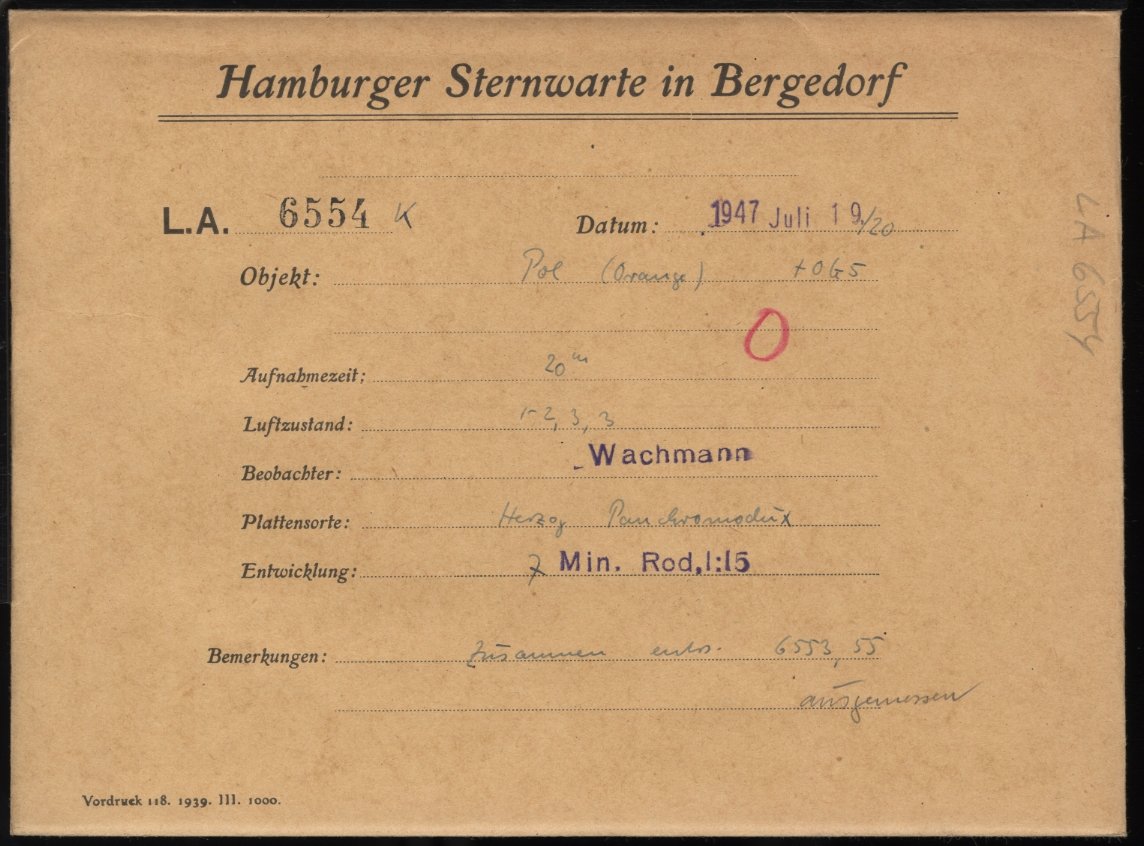 Hamburger Sternwarte in Bergedorf
L.A. 6554 K Datum: 1947 Juli 19/20
Objekt: Pol (Orange) + OG5
O
Aufnahmezeit: 20m
Luftzustand: 1-2, 3, 3
Beobachter: Wachmann
Plattensorte: Herzog Panchromodux
Entwicklung: 7 Min. Rod. 1:15
Bemerkungen: zusammen entw. 6553, 55
ausgemessen
Vordruck 118. 1939. III. 1000.
LA 6554